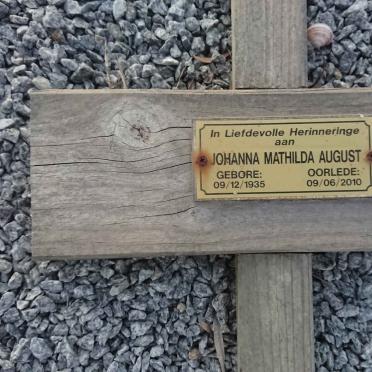 In Liefdevolle Herinneringe
aan
JOHANNA MATHILDA AUGUST
GEBORE: OORLEDE:
09/12/1935 09/06/2010